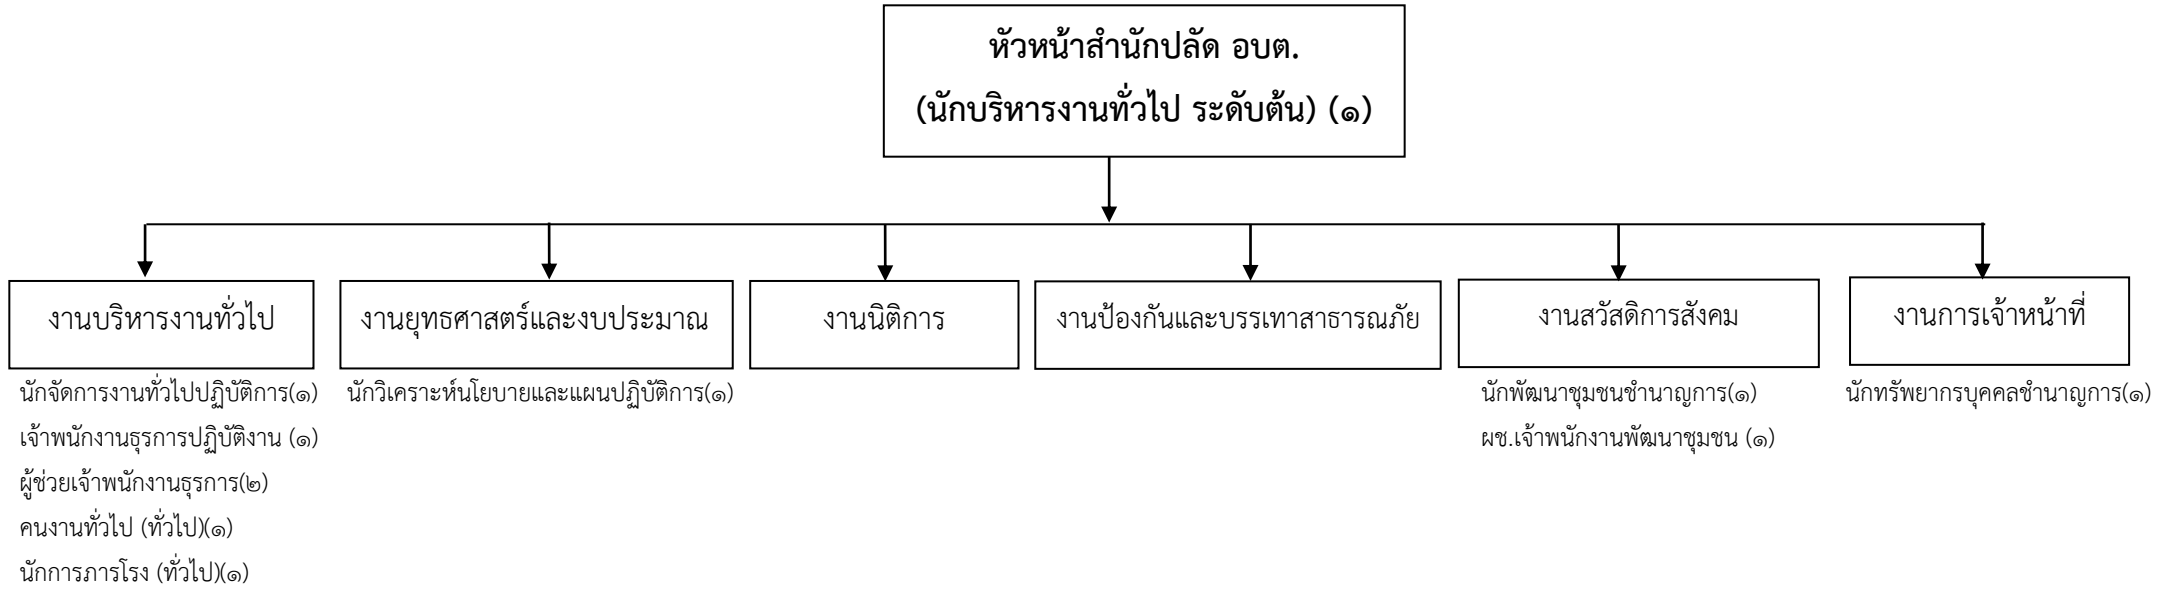 หัวหน้าสำนักปลัด อบต.
(นักบริหารงานทั่วไป ระดับต้น) (๑)
งานบริหารงานทั่วไป
นักจัดการงานทั่วไปปฏิบัติการ(๑)
เจ้าพนักงานธุรการปฏิบัติงาน (๑)
ผู้ช่วยเจ้าพนักงานธุรการ(๒)
คนงานทั่วไป (ทั่วไป)(๑)
นักการภารโรง (ทั่วไป)(๑)
งานยุทธศาสตร์และงบประมาณ
นักวิเคราะห์นโยบายและแผนปฏิบัติการ(๑)
งานนิติการ
งานป้องกันและบรรเทาสาธารณภัย
งานสวัสดิการสังคม
นักพัฒนาชุมชนชำนาญการ(๑)
ผช.เจ้าพนักงานพัฒนาชุมชน (๑)
งานการเจ้าหน้าที่
นักทรัพยากรบุคคลชำนาญการ(๑)